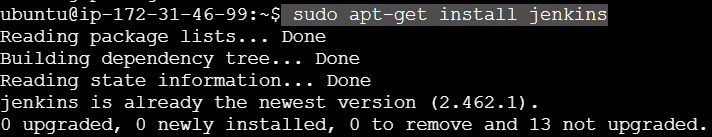 ubuntu@ip-172-31-46-99:~$ sudo apt-get install jenkins
Reading package lists... Done
Building dependency tree... Done
Reading state information... Done
jenkins is already the newest version (2.462.1).
0 upgraded, 0 newly installed, 0 to remove and 13 not upgraded.